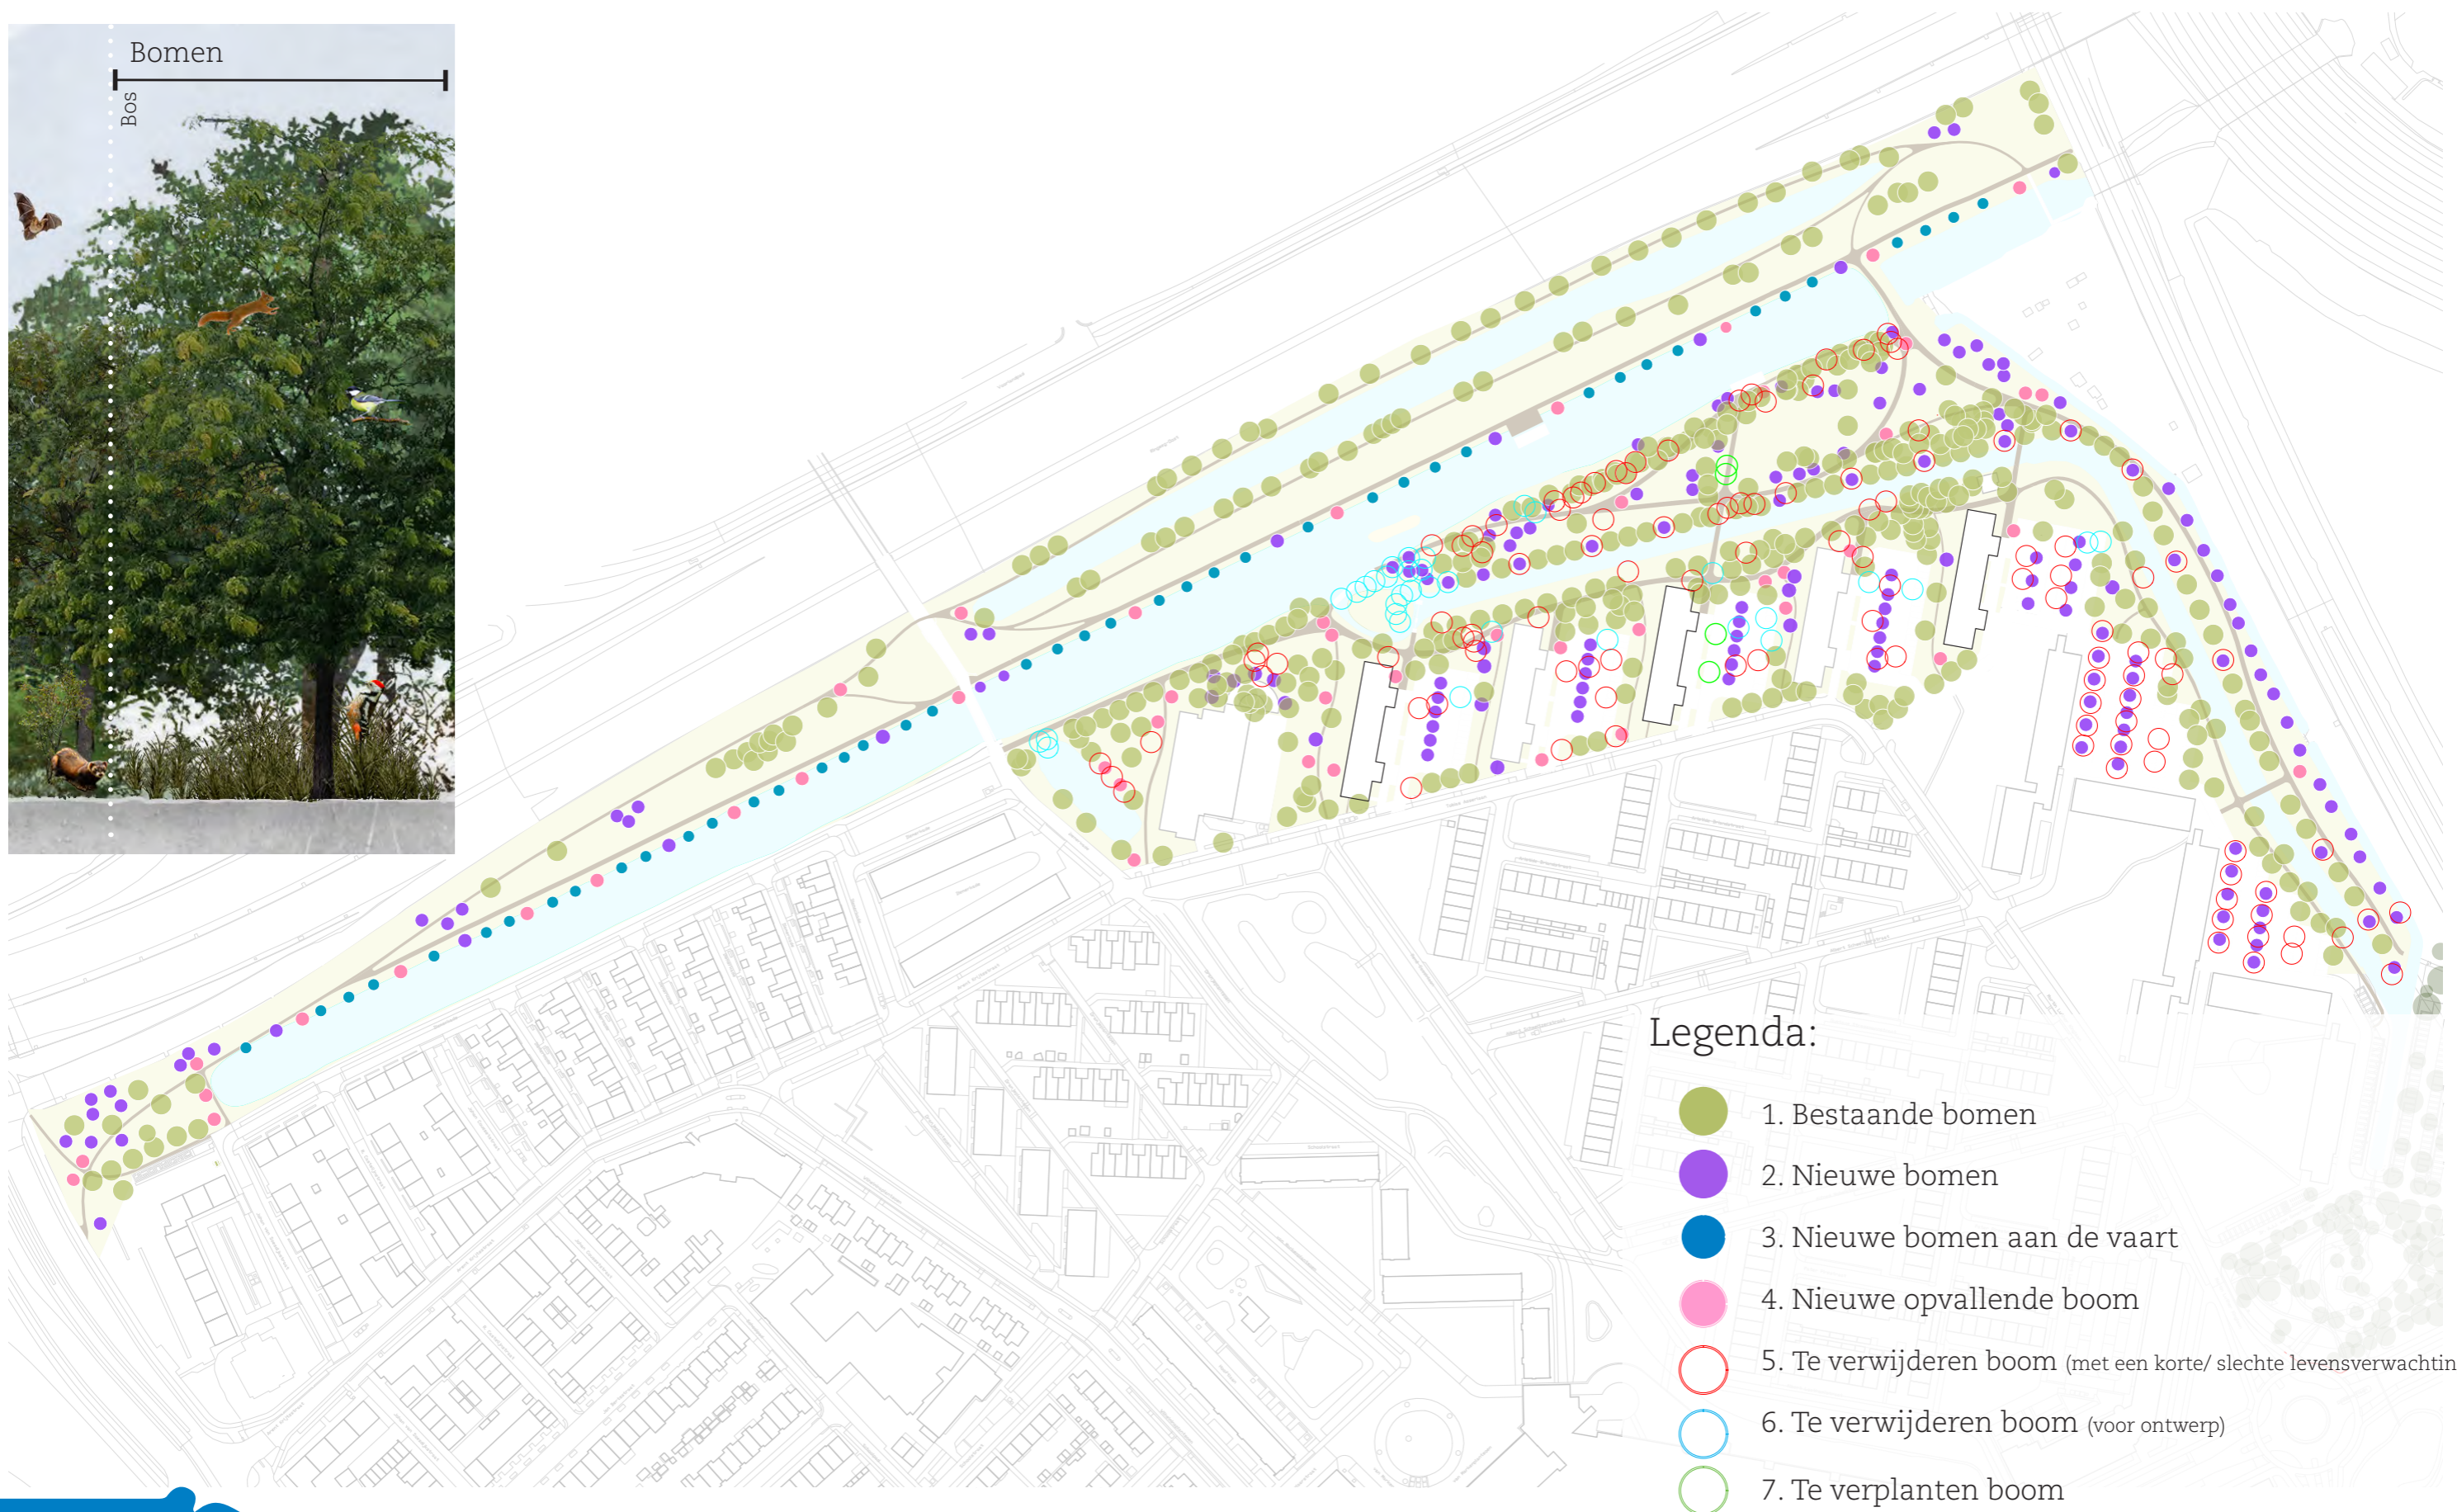 Bomen
Bos
Legenda:
1. Bestaande bomen
2. Nieuwe bomen
3. Nieuwe bomen aan de vaart
4. Nieuwe opvallende boom
5. Te verwijderen boom (met een korte/ slechte levensverwachtin
6. Te verwijderen boom (voor ontwerp)
7. Te verplanten boom